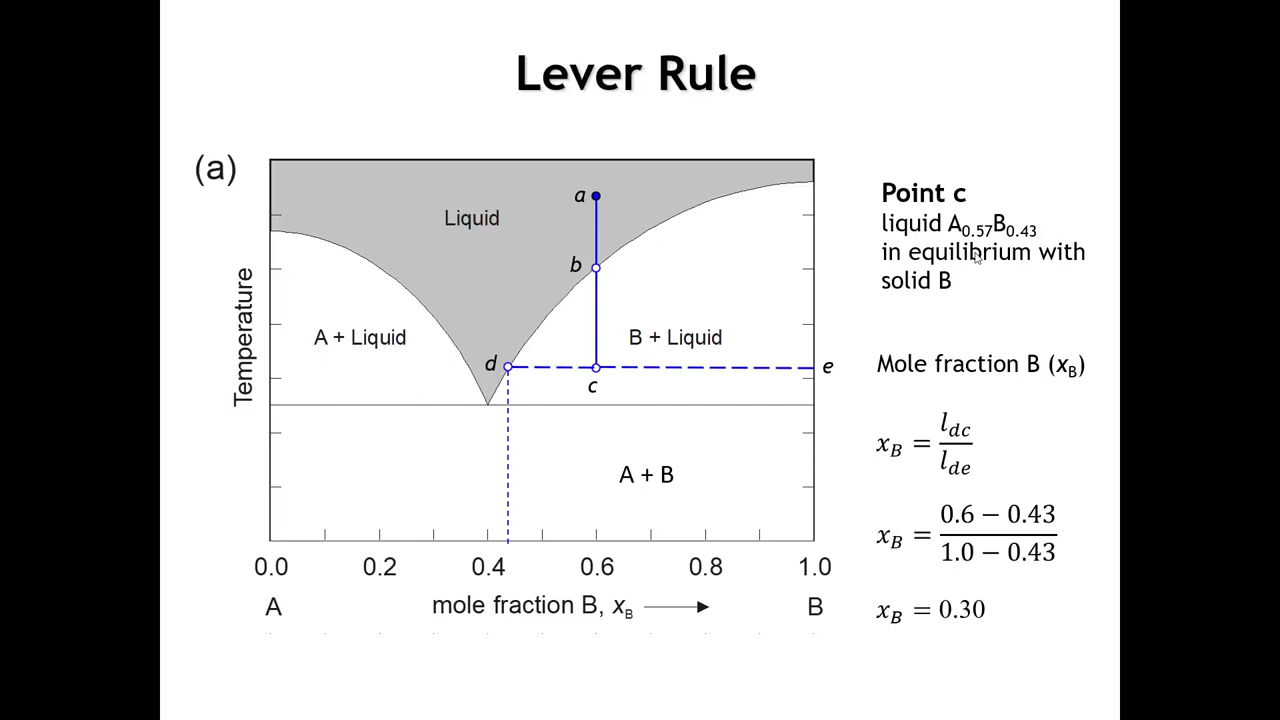 Lever Rule
(a)
a
Liquid
b
A + Liquid
B + Liquid
d
c
e
A + B
Temperature
0.0 0.2 0.4 0.6 0.8 1.0
A mole fraction B, x_B B
Point c
liquid A₀.₅₇B₀.₄₃
in equilibrium with
solid B
Mole fraction B (x_B)
x_B = l_dc / l_de
x_B = (0.6 − 0.43) / (1.0 − 0.43)
x_B = 0.30